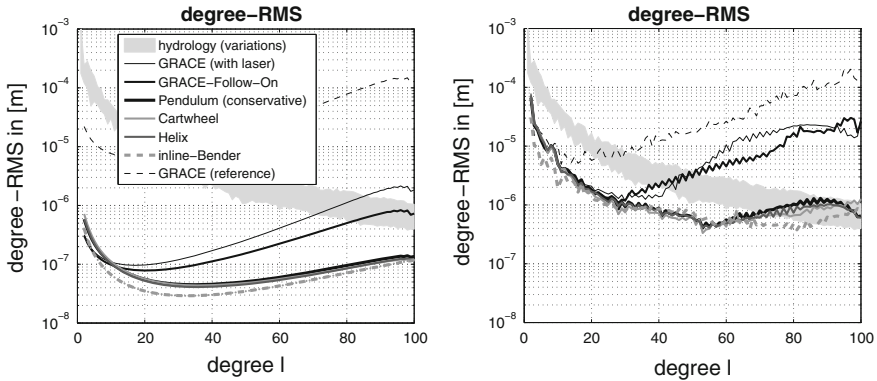 degree−RMS
degree−RMS in [m]
10−3
10−4
10−5
10−6
10−7
10−8
hydrology (variations)
GRACE (with laser)
GRACE−Follow−On
Pendulum (conservative)
Cartwheel
Helix
inline−Bender
GRACE (reference)
0 20 40 60 80 100
degree l
degree−RMS
degree−RMS in [m]
10−3
10−4
10−5
10−6
10−7
10−8
0 20 40 60 80 100
degree l